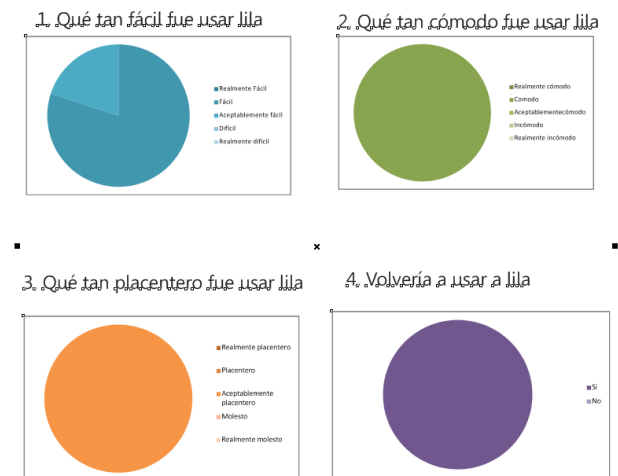 1. Qué tan fácil fue usar lila
Realmente Fácil
Fácil
Aceptablemente fácil
Difícil
Realmente difícil
2. Qué tan cómodo fue usar lila
Realmente cómodo
Comodo
Aceptablementecómodo
Incómodo
Realmente incómodo
3. Qué tan placentero fue usar lila
Realmente placentero
Placentero
Aceptablemente
placentero
Molesto
Realmente molesto
4. Volvería a usar a lila
Si
No